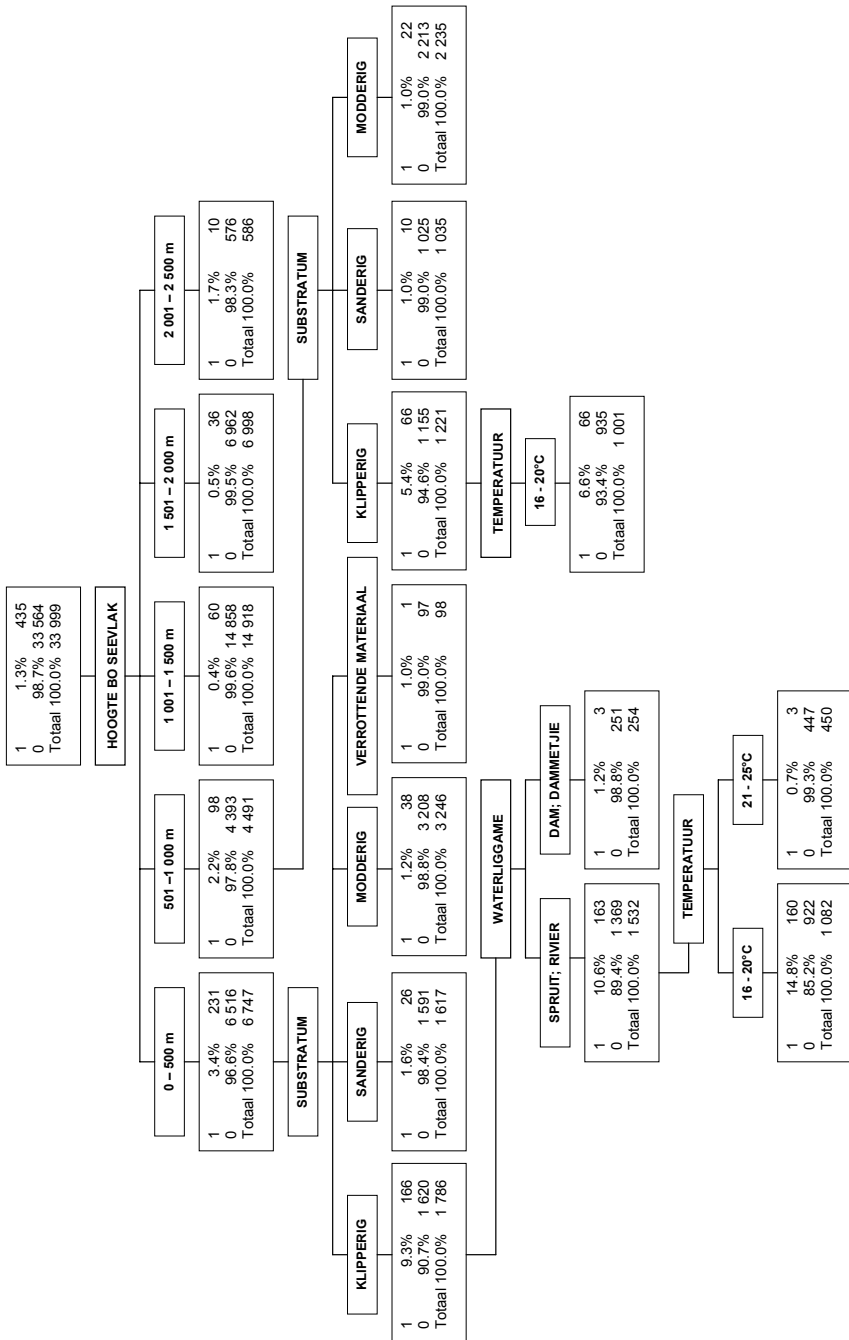 1 1.3% 435
0 98.7% 33 564
Totaal 100.0% 33 999
HOOGTE BO SEEVLAK
0 – 500 m
1 3.4% 231
0 96.6% 6 516
Totaal 100.0% 6 747
501 –1 000 m
1 2.2% 98
0 97.8% 4 393
Totaal 100.0% 4 491
1 001 – 1 500 m
1 0.4% 60
0 99.6% 14 858
Totaal 100.0% 14 918
1 501 – 2 000 m
1 0.5% 36
0 99.5% 6 962
Totaal 100.0% 6 998
2 001 – 2 500 m
1 1.7% 10
0 98.3% 576
Totaal 100.0% 586
SUBSTRATUM
SUBSTRATUM
KLIPPERIG
1 9.3% 166
0 90.7% 1 620
Totaal 100.0% 1 786
SANDERIG
1 1.6% 26
0 98.4% 1 591
Totaal 100.0% 1 617
MODDERIG
1 1.2% 38
0 98.8% 3 208
Totaal 100.0% 3 246
VERROTTENDE MATERIAAL
1 1.0% 1
0 99.0% 97
Totaal 100.0% 98
KLIPPERIG
1 5.4% 66
0 94.6% 1 155
Totaal 100.0% 1 221
SANDERIG
1 1.0% 10
0 99.0% 1 025
Totaal 100.0% 1 035
MODDERIG
1 1.0% 22
0 99.0% 2 213
Totaal 100.0% 2 235
WATERLIGGAME
TEMPERATUUR
SPRUIT; RIVIER
1 10.6% 163
0 89.4% 1 369
Totaal 100.0% 1 532
DAM; DAMMETJIE
1 1.2% 3
0 98.8% 251
Totaal 100.0% 254
16 - 20°C
1 6.6% 66
0 93.4% 935
Totaal 100.0% 1 001
TEMPERATUUR
16 - 20°C
1 14.8% 160
0 85.2% 922
Totaal 100.0% 1 082
21 - 25°C
1 0.7% 3
0 99.3% 447
Totaal 100.0% 450